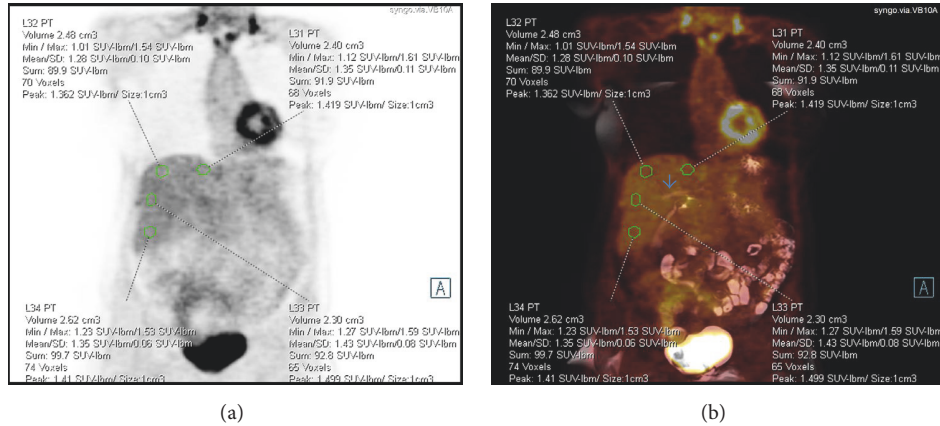 syngo.via.VB10A
L32 PT
Volume 2.48 cm3
Min / Max: 1.01 SUV-lbm/1.54 SUV-lbm
Mean/SD: 1.28 SUV-lbm/0.10 SUV-lbm
Sum: 89.9 SUV-lbm
70 Voxels
Peak: 1.362 SUV-lbm/ Size:1cm3
L31 PT
Volume 2.40 cm3
Min / Max: 1.12 SUV-lbm/1.61 SUV-lbm
Mean/SD: 1.35 SUV-lbm/0.11 SUV-lbm
Sum: 91.9 SUV-lbm
68 Voxels
Peak: 1.419 SUV-lbm/ Size:1cm3
A
L34 PT
Volume 2.62 cm3
Min / Max: 1.23 SUV-lbm/1.53 SUV-lbm
Mean/SD: 1.35 SUV-lbm/0.06 SUV-lbm
Sum: 99.7 SUV-lbm
74 Voxels
Peak: 1.41 SUV-lbm/ Size:1cm3
L33 PT
Volume 2.30 cm3
Min / Max: 1.27 SUV-lbm/1.59 SUV-lbm
Mean/SD: 1.43 SUV-lbm/0.08 SUV-lbm
Sum: 92.8 SUV-lbm
65 Voxels
Peak: 1.499 SUV-lbm/ Size:1cm3
(a)
syngo.via.VB10A
L32 PT
Volume 2.48 cm3
Min / Max: 1.01 SUV-lbm/1.54 SUV-lbm
Mean/SD: 1.28 SUV-lbm/0.10 SUV-lbm
Sum: 89.9 SUV-lbm
70 Voxels
Peak: 1.362 SUV-lbm/ Size:1cm3
L31 PT
Volume 2.40 cm3
Min / Max: 1.12 SUV-lbm/1.61 SUV-lbm
Mean/SD: 1.35 SUV-lbm/0.11 SUV-lbm
Sum: 91.9 SUV-lbm
68 Voxels
Peak: 1.419 SUV-lbm/ Size:1cm3
A
L34 PT
Volume 2.62 cm3
Min / Max: 1.23 SUV-lbm/1.53 SUV-lbm
Mean/SD: 1.35 SUV-lbm/0.06 SUV-lbm
Sum: 99.7 SUV-lbm
74 Voxels
Peak: 1.41 SUV-lbm/ Size:1cm3
L33 PT
Volume 2.30 cm3
Min / Max: 1.27 SUV-lbm/1.59 SUV-lbm
Mean/SD: 1.43 SUV-lbm/0.08 SUV-lbm
Sum: 92.8 SUV-lbm
65 Voxels
Peak: 1.499 SUV-lbm/ Size:1cm3
(b)